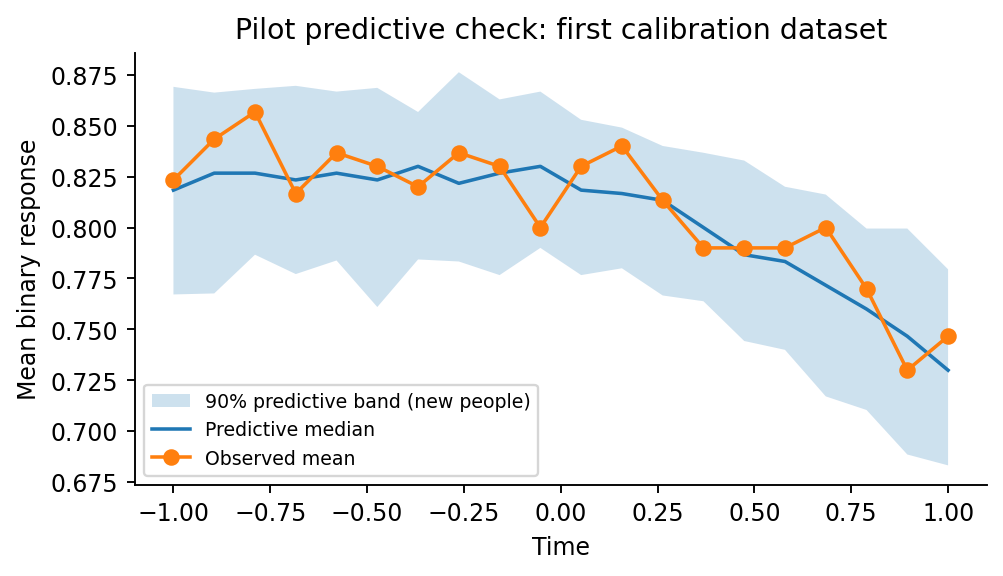 Pilot predictive check: first calibration dataset
0.875
0.850
0.825
0.800
0.775
0.750
0.725
0.700
0.675
Mean binary response
90% predictive band (new people)
Predictive median
Observed mean
−1.00 −0.75 −0.50 −0.25 0.00 0.25 0.50 0.75 1.00
Time